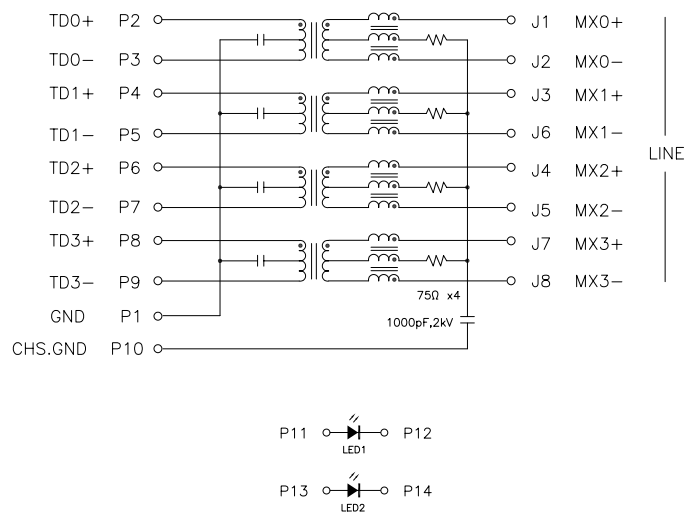 TD0+ P2 J1 MX0+
TD0− P3 J2 MX0−
TD1+ P4 J3 MX1+
TD1− P5 J6 MX1−
LINE
TD2+ P6 J4 MX2+
TD2− P7 J5 MX2−
TD3+ P8 J7 MX3+
TD3− P9 J8 MX3−
75Ω x4
GND P1
1000pF,2kV
CHS.GND P10
P11 P12
LED1
P13 P14
LED2